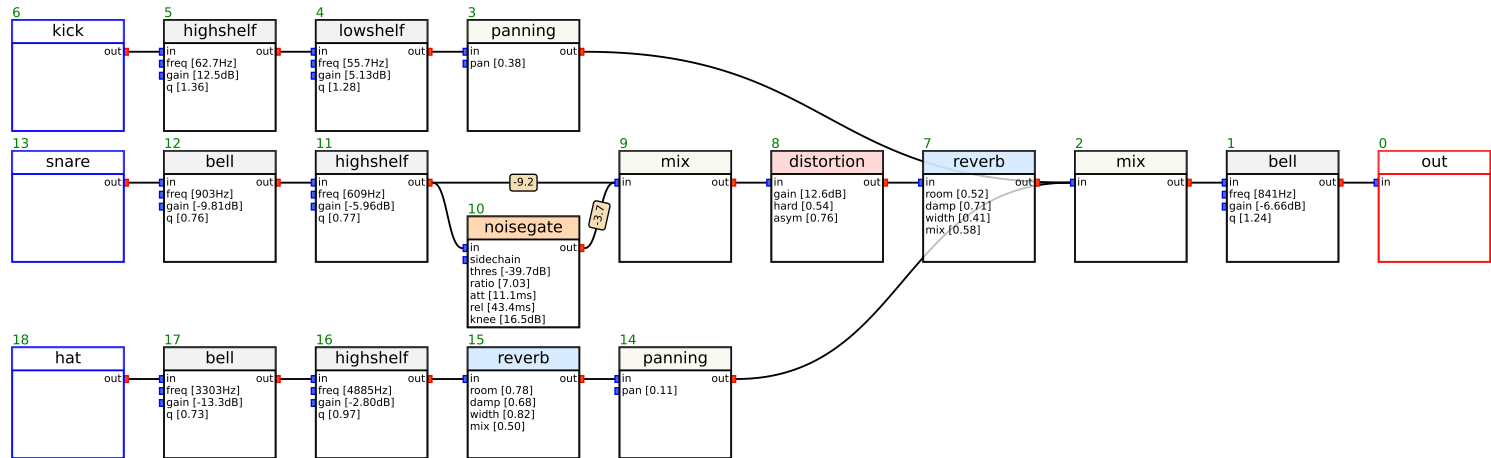 6
kick
out
5
highshelf
in out
freq [62.7Hz]
gain [12.5dB]
q [1.36]
4
lowshelf
in out
freq [55.7Hz]
gain [5.13dB]
q [1.28]
3
panning
in out
pan [0.38]
13
snare
out
12
bell
in out
freq [903Hz]
gain [-9.81dB]
q [0.76]
11
highshelf
in out
freq [609Hz]
gain [-5.96dB]
q [0.77]
-9.2
10
noisegate
in out
sidechain
thres [-39.7dB]
ratio [7.03]
att [11.1ms]
rel [43.4ms]
knee [16.5dB]
-3.7
9
mix
in out
8
distortion
in out
gain [12.6dB]
hard [0.54]
asym [0.76]
7
reverb
in out
room [0.52]
damp [0.71]
width [0.41]
mix [0.58]
2
mix
in out
1
bell
in out
freq [841Hz]
gain [-6.66dB]
q [1.24]
0
out
in
18
hat
out
17
bell
in out
freq [3303Hz]
gain [-13.3dB]
q [0.73]
16
highshelf
in out
freq [4885Hz]
gain [-2.80dB]
q [0.97]
15
reverb
in out
room [0.78]
damp [0.68]
width [0.82]
mix [0.50]
14
panning
in out
pan [0.11]